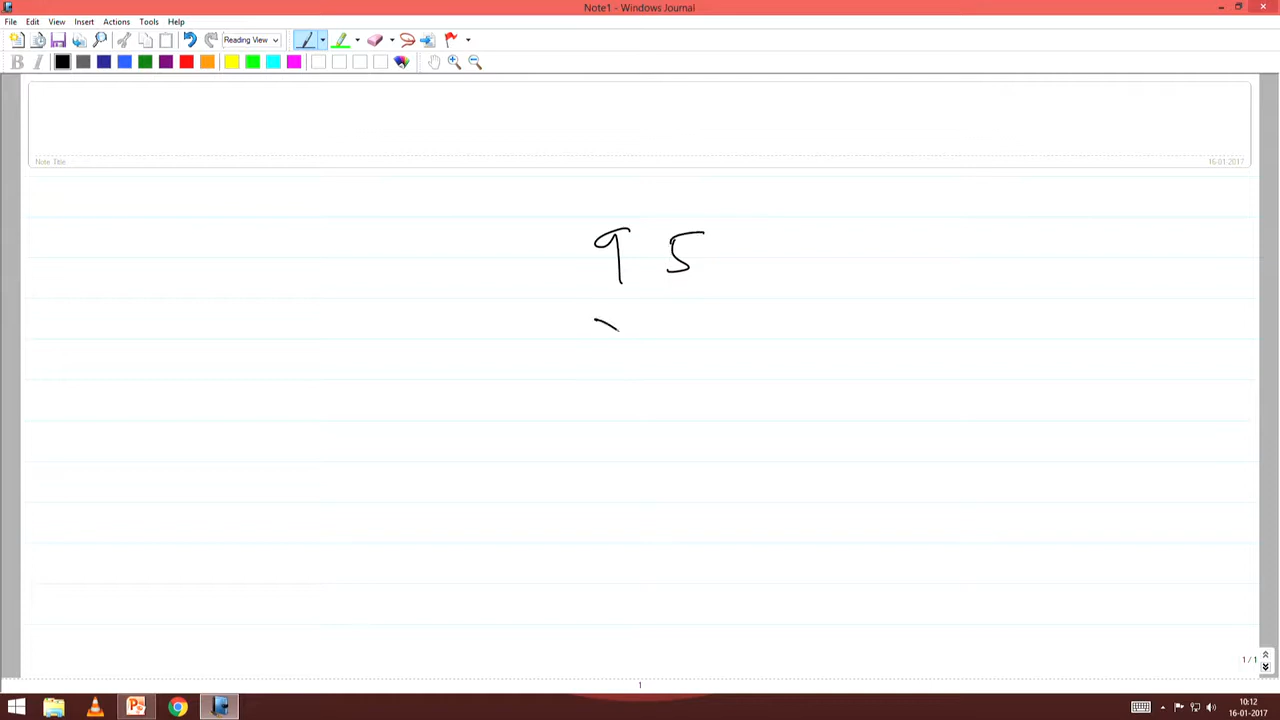 Note1 - Windows Journal
File Edit View Insert Actions Tools Help
Reading View
B I
Note Title
16-01-2017
9 5
1 / 1
1
10:12
16-01-2017